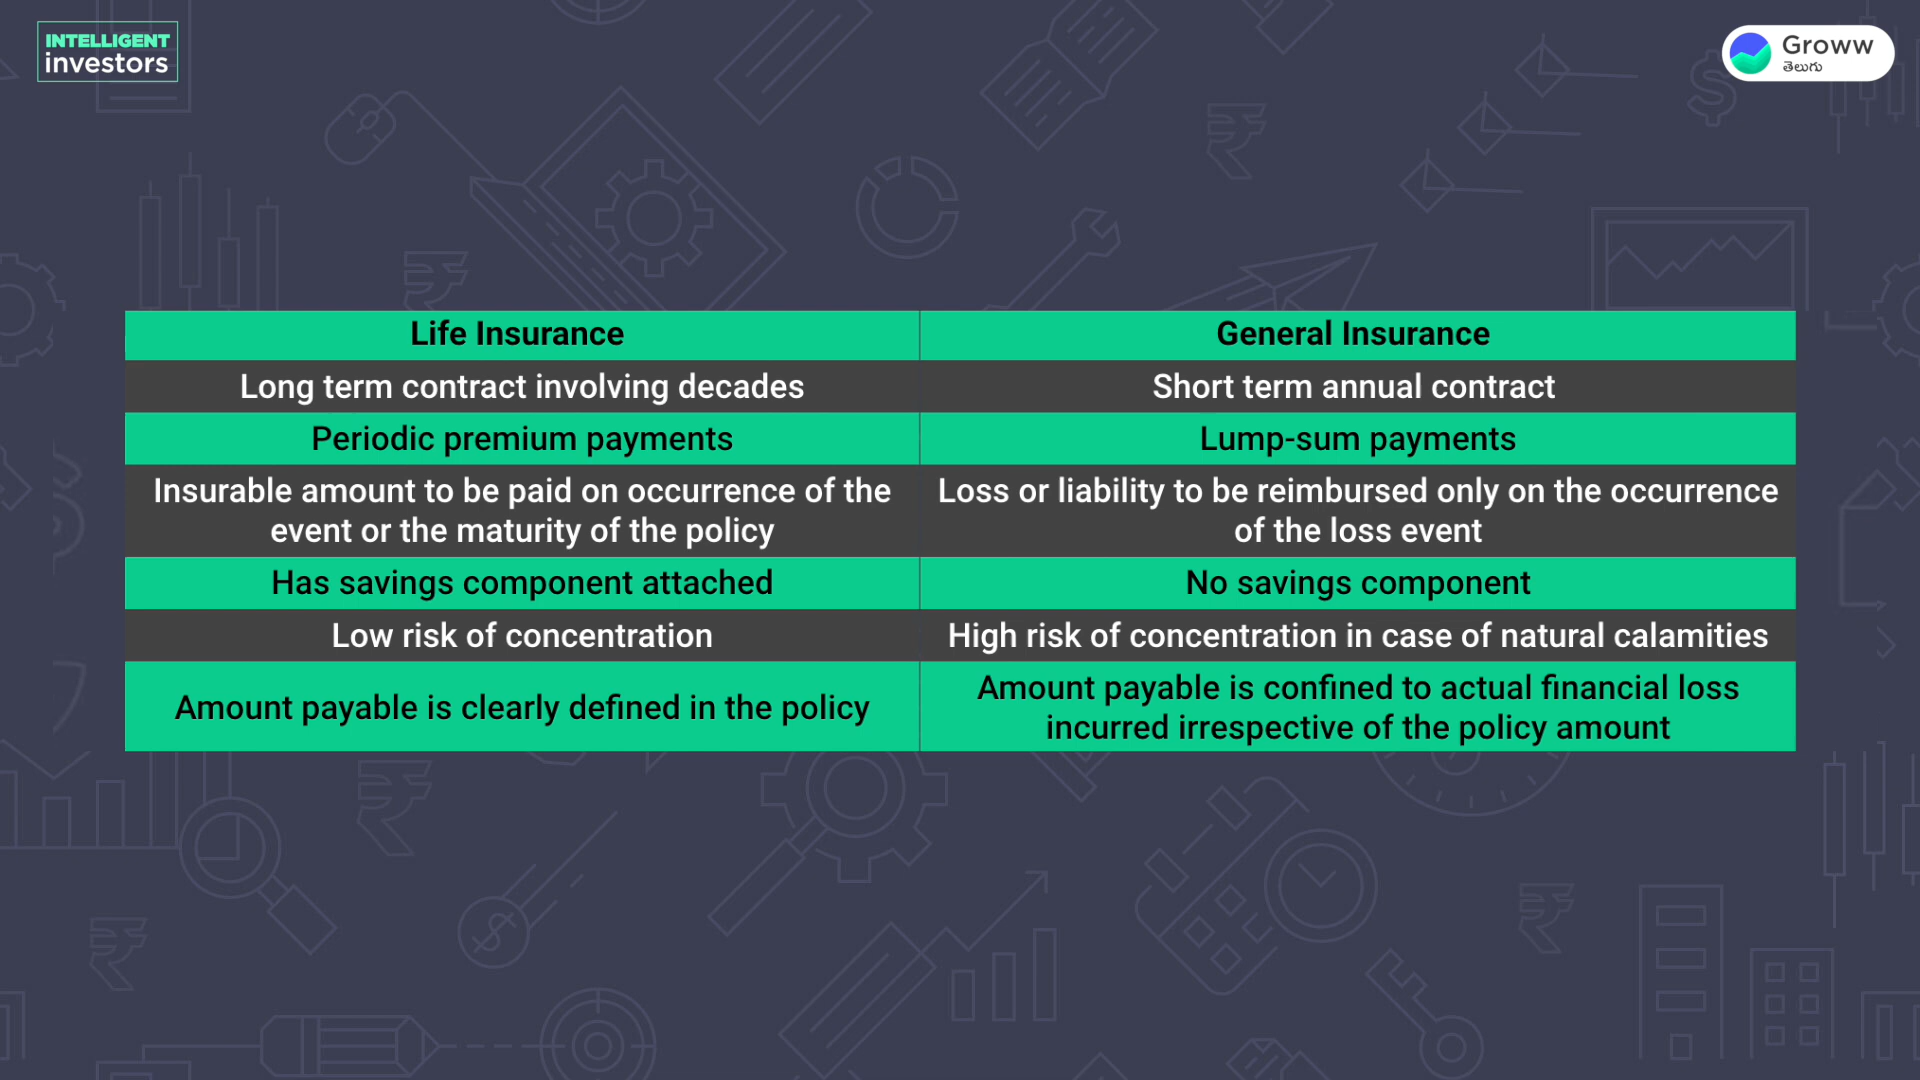 INTELLIGENT
investors
Groww
తెలుగు
Life Insurance
General Insurance
Long term contract involving decades
Short term annual contract
Periodic premium payments
Lump-sum payments
Insurable amount to be paid on occurrence of the
event or the maturity of the policy
Loss or liability to be reimbursed only on the occurrence
of the loss event
Has savings component attached
No savings component
Low risk of concentration
High risk of concentration in case of natural calamities
Amount payable is clearly defined in the policy
Amount payable is confined to actual financial loss
incurred irrespective of the policy amount